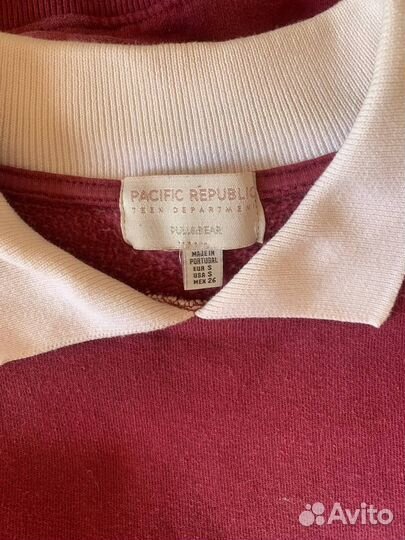 PACIFIC REPUBLIC
TEEN DEPARTMENT
PULL&BEAR
MADE IN
PORTUGAL
EUR S
USA S
MEX 26
Avito